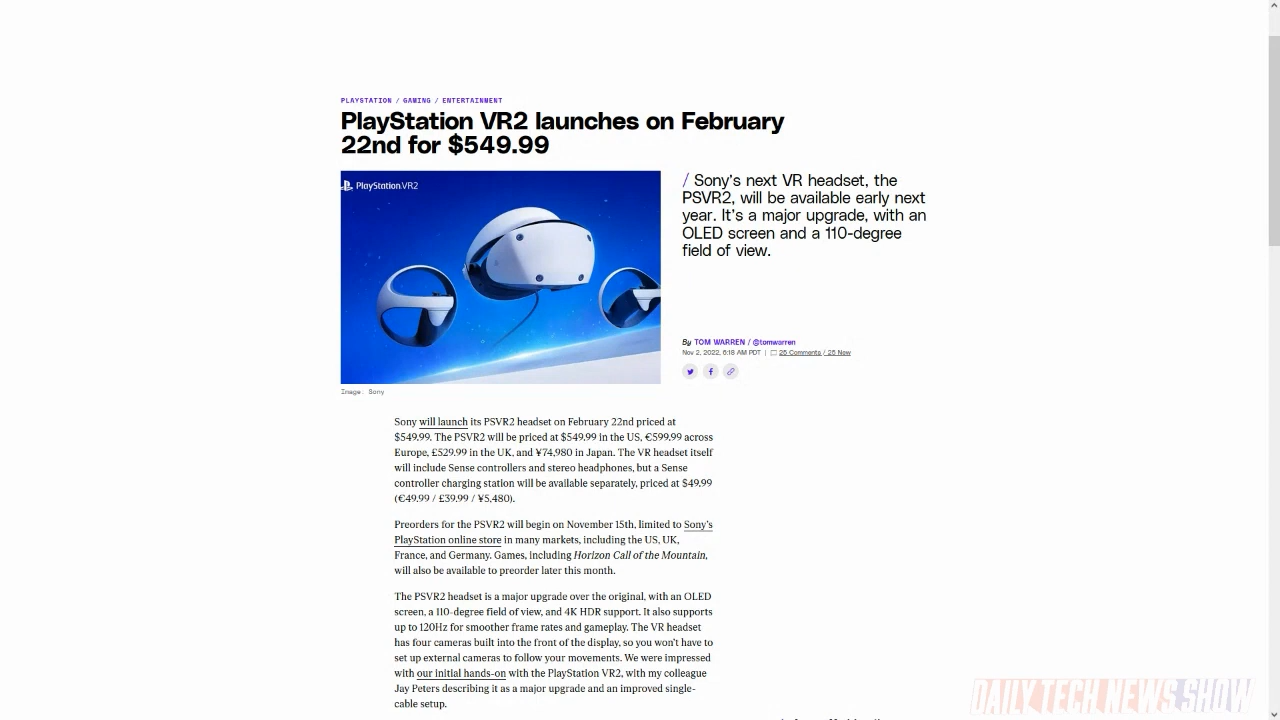 PLAYSTATION / GAMING / ENTERTAINMENT
PlayStation VR2 launches on February
22nd for $549.99
PlayStation VR2
/ Sony's next VR headset, the
PSVR2, will be available early next
year. It's a major upgrade, with an
OLED screen and a 110-degree
field of view.
By TOM WARREN / @tomwarren
Nov 2, 2022, 6:18 AM PDT | 25 Comments / 25 New
Image: Sony
Sony will launch its PSVR2 headset on February 22nd priced at
$549.99. The PSVR2 will be priced at $549.99 in the US, €599.99 across
Europe, £529.99 in the UK, and ¥74,980 in Japan. The VR headset itself
will include Sense controllers and stereo headphones, but a Sense
controller charging station will be available separately, priced at $49.99
(€49.99 / £39.99 / ¥5,480).
Preorders for the PSVR2 will begin on November 15th, limited to Sony's
PlayStation online store in many markets, including the US, UK,
France, and Germany. Games, including Horizon Call of the Mountain,
will also be available to preorder later this month.
The PSVR2 headset is a major upgrade over the original, with an OLED
screen, a 110-degree field of view, and 4K HDR support. It also supports
up to 120Hz for smoother frame rates and gameplay. The VR headset
has four cameras built into the front of the display, so you won't have to
set up external cameras to follow your movements. We were impressed
with our initial hands-on with the PlayStation VR2, with my colleague
Jay Peters describing it as a major upgrade and an improved single-
cable setup.
DAILY TECH NEWS SHOW